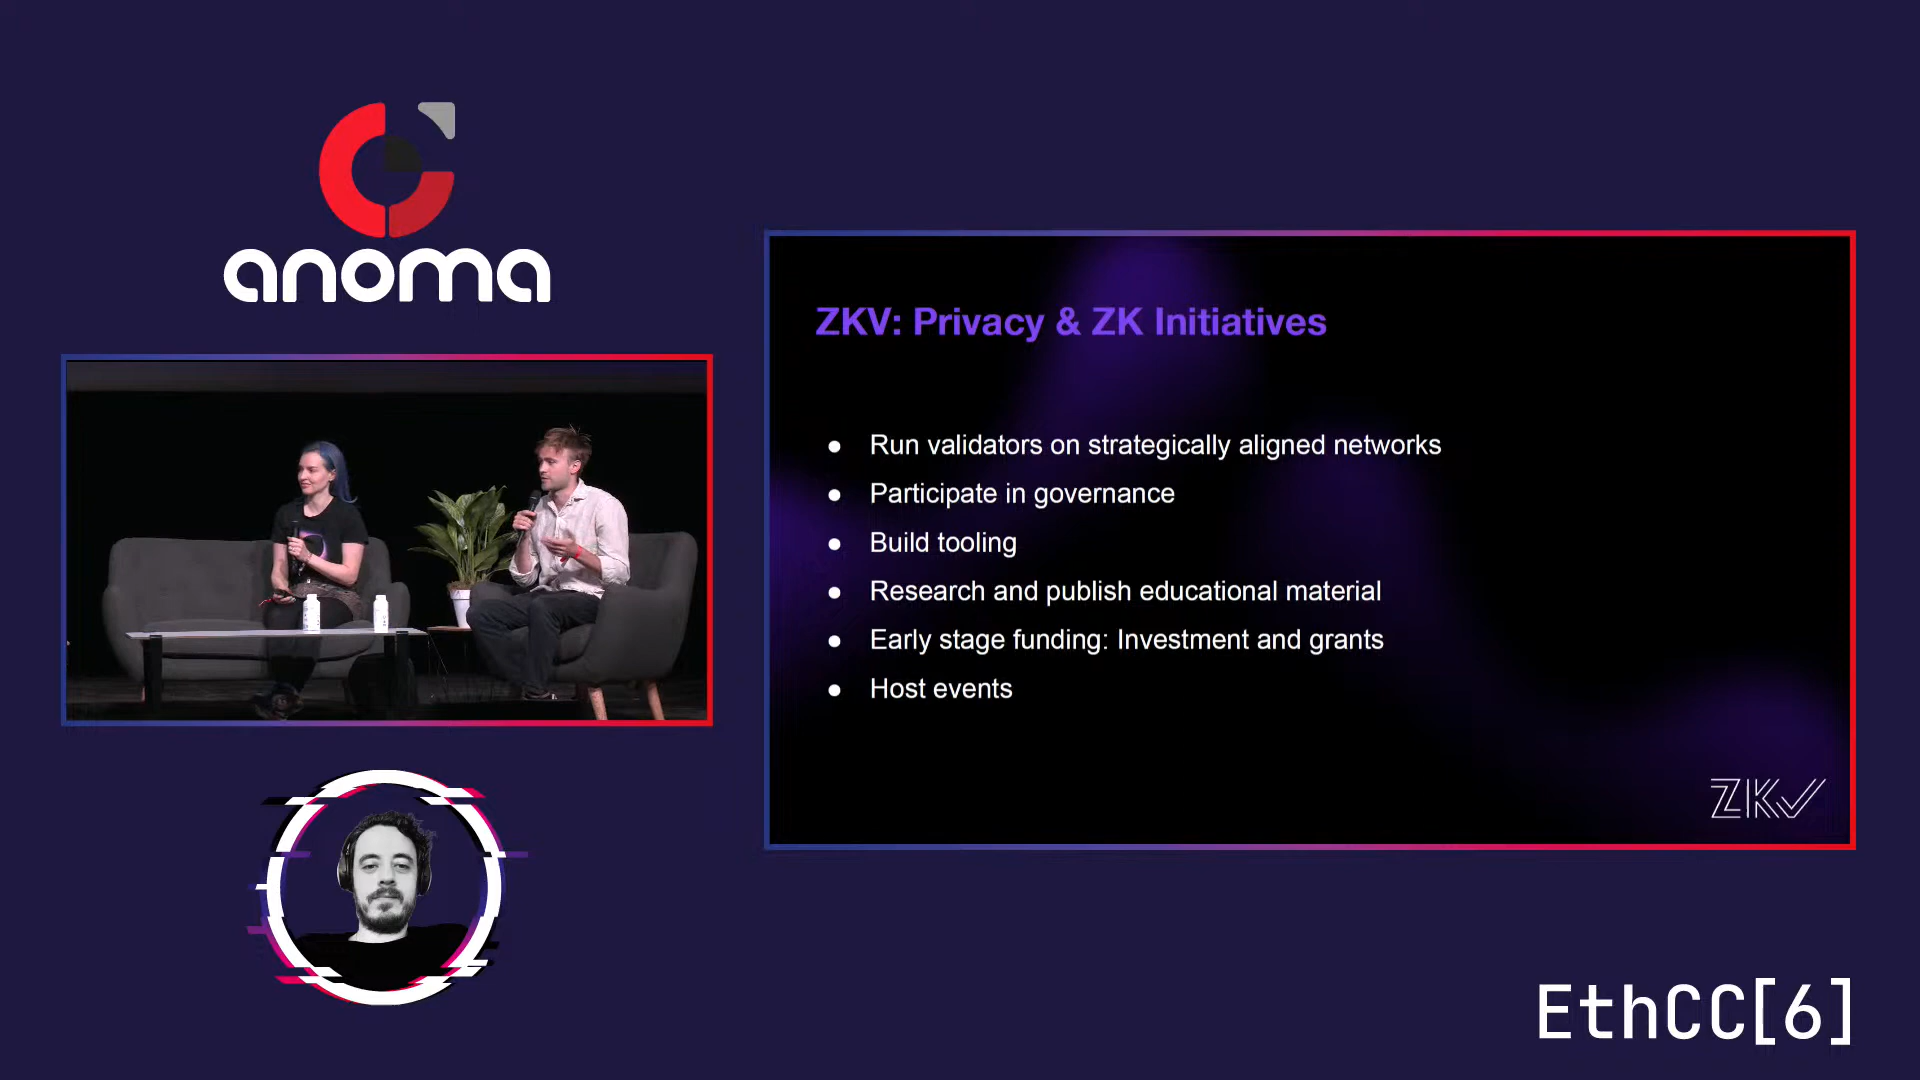 anoma
ZKV: Privacy & ZK Initiatives
Run validators on strategically aligned networks
Participate in governance
Build tooling
Research and publish educational material
Early stage funding: Investment and grants
Host events
ZKV
EthCC[6]